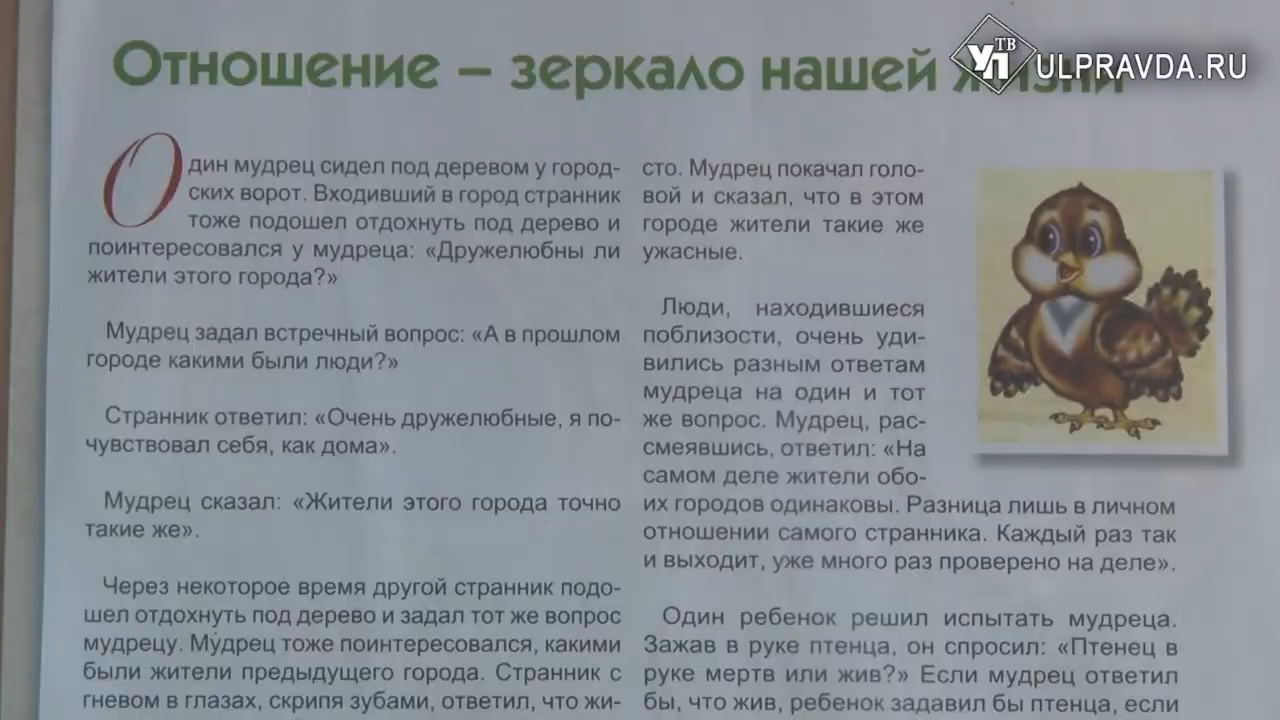 УП ТВ ULPRAVDA.RU
Отношение – зеркало нашей жизни
Один мудрец сидел под деревом у город-
ских ворот. Входивший в город странник
тоже подошел отдохнуть под дерево и
поинтересовался у мудреца: «Дружелюбны ли
жители этого города?»
Мудрец задал встречный вопрос: «А в прошлом
городе какими были люди?»
Странник ответил: «Очень дружелюбные, я по-
чувствовал себя, как дома».
Мудрец сказал: «Жители этого города точно
такие же».
Через некоторое время другой странник подо-
шел отдохнуть под дерево и задал тот же вопрос
мудрецу. Мудрец тоже поинтересовался, какими
были жители предыдущего города. Странник с
гневом в глазах, скрипя зубами, ответил, что жи-
сто. Мудрец покачал голо-
вой и сказал, что в этом
городе жители такие же
ужасные.
Люди, находившиеся
поблизости, очень уди-
вились разным ответам
мудреца на один и тот
же вопрос. Мудрец, рас-
смеявшись, ответил: «На
самом деле жители обо-
их городов одинаковы. Разница лишь в личном
отношении самого странника. Каждый раз так
и выходит, уже много раз проверено на деле».
Один ребенок решил испытать мудреца.
Зажав в руке птенца, он спросил: «Птенец в
руке мертв или жив?» Если мудрец ответил
бы, что жив, ребенок задавил бы птенца, если